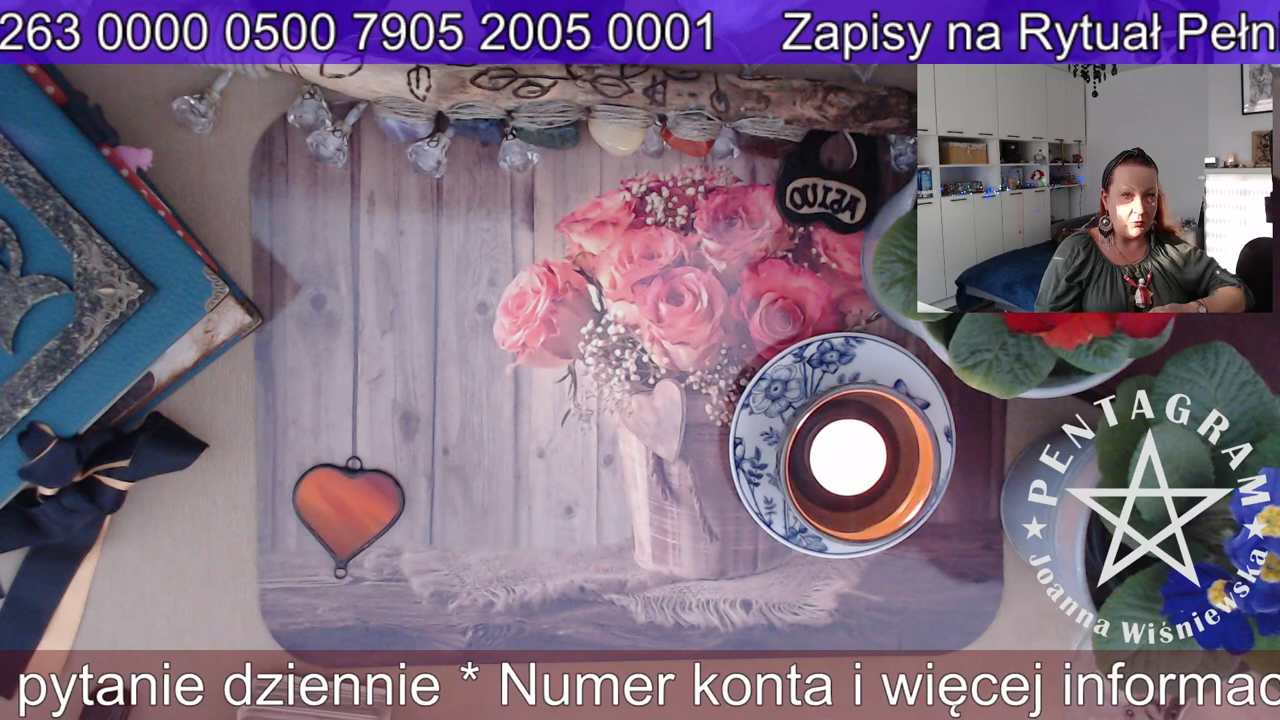 263 0000 0500 7905 2005 0001 Zapisy na Rytuał Pełn
OUIJA
PENTAGRAM
Joanna Wiśniewska
pytanie dziennie * Numer konta i więcej informac